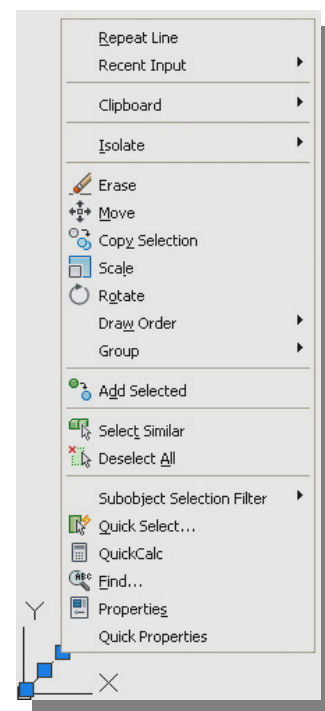 Repeat Line
Recent Input
Clipboard
Isolate
Erase
Move
Copy Selection
Scale
Rotate
Draw Order
Group
Add Selected
Select Similar
Deselect All
Subobject Selection Filter
Quick Select...
QuickCalc
ABC
Find...
Properties
Quick Properties
Y
X